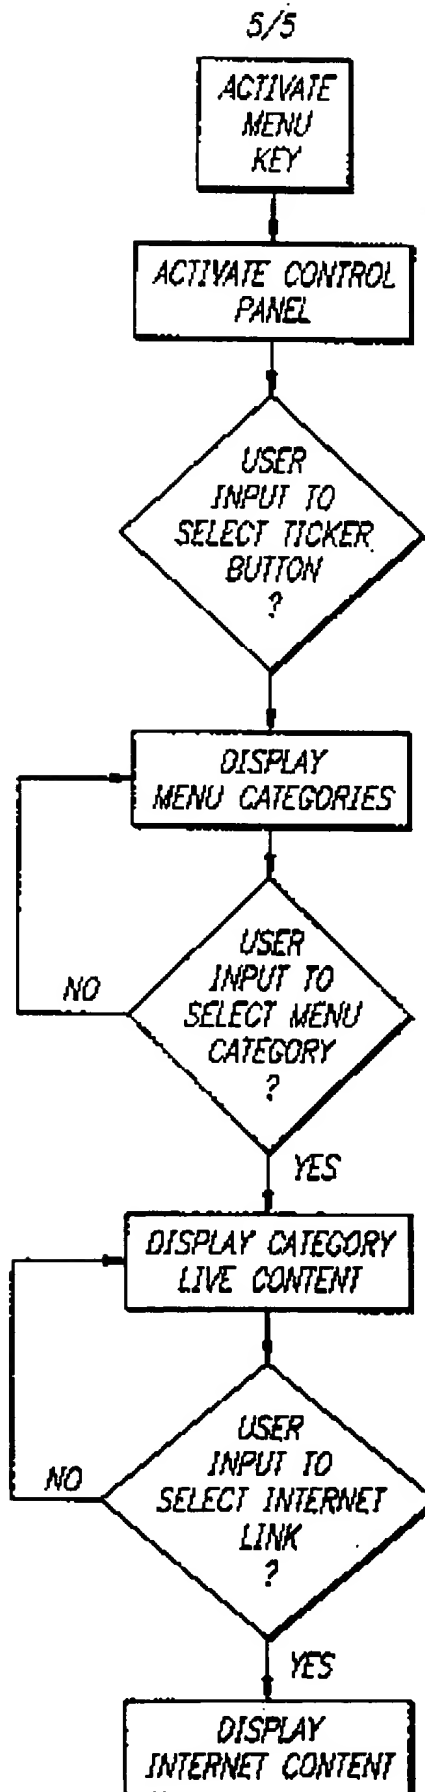 5/5
ACTIVATE
MENU
KEY
ACTIVATE CONTROL
PANEL
USER
INPUT TO
SELECT TICKER
BUTTON
?
DISPLAY
MENU CATEGORIES
USER
INPUT TO
SELECT MENU
CATEGORY
?
NO
YES
DISPLAY CATEGORY
LIVE CONTENT
USER
INPUT TO
SELECT INTERNET
LINK
?
NO
YES
DISPLAY
INTERNET CONTENT